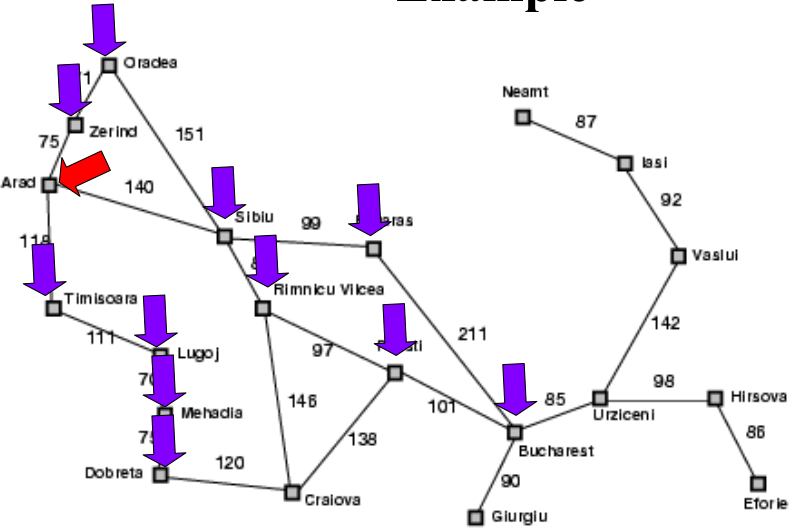 Oradea
Neamt
87
Zerind
151
75
Iasi
Arad
140
92
Sibiu
99
Vaslui
Timisoara
Rimnicu Vilcea
142
211
111
Lugoj
97
98
Hirsova
146
85
101
Urziceni
Mehadia
86
138
Bucharest
Dobreta
120
90
Craiova
Eforie
Giurgiu